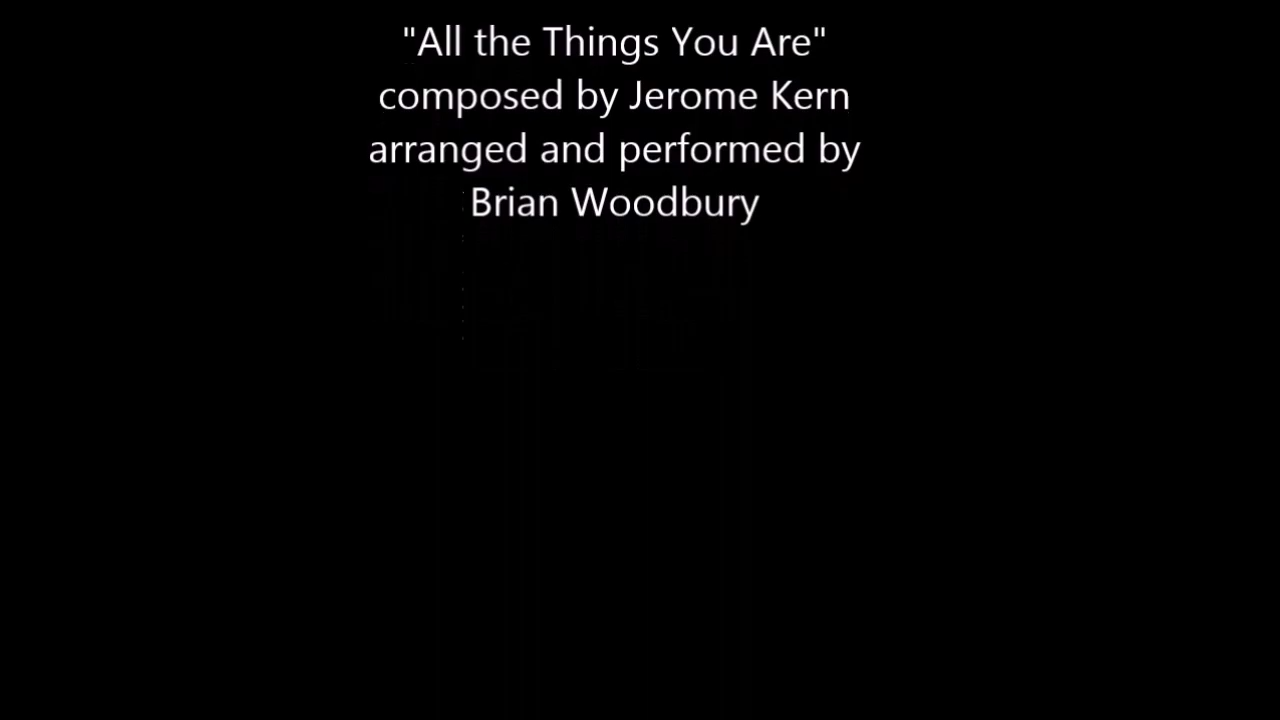 "All the Things You Are"
composed by Jerome Kern
arranged and performed by
Brian Woodbury